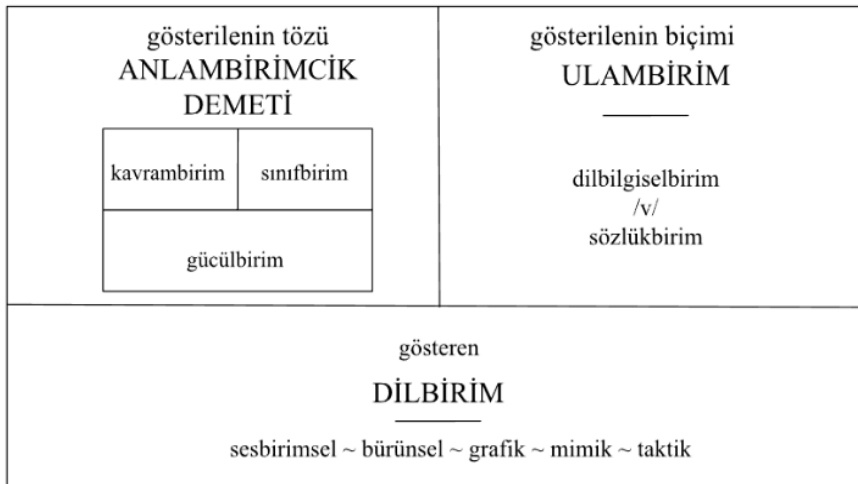 gösterilenin tözü
ANLAMBİRİMCİK
DEMETİ
kavrambirim
sınıfbirim
gücülbirim
gösterilenin biçimi
ULAMBİRİM
dilbilgiselbirim
/v/
sözlükbirim
gösteren
DİLBİRİM
sesbirimsel ~ bürünsel ~ grafik ~ mimik ~ taktik